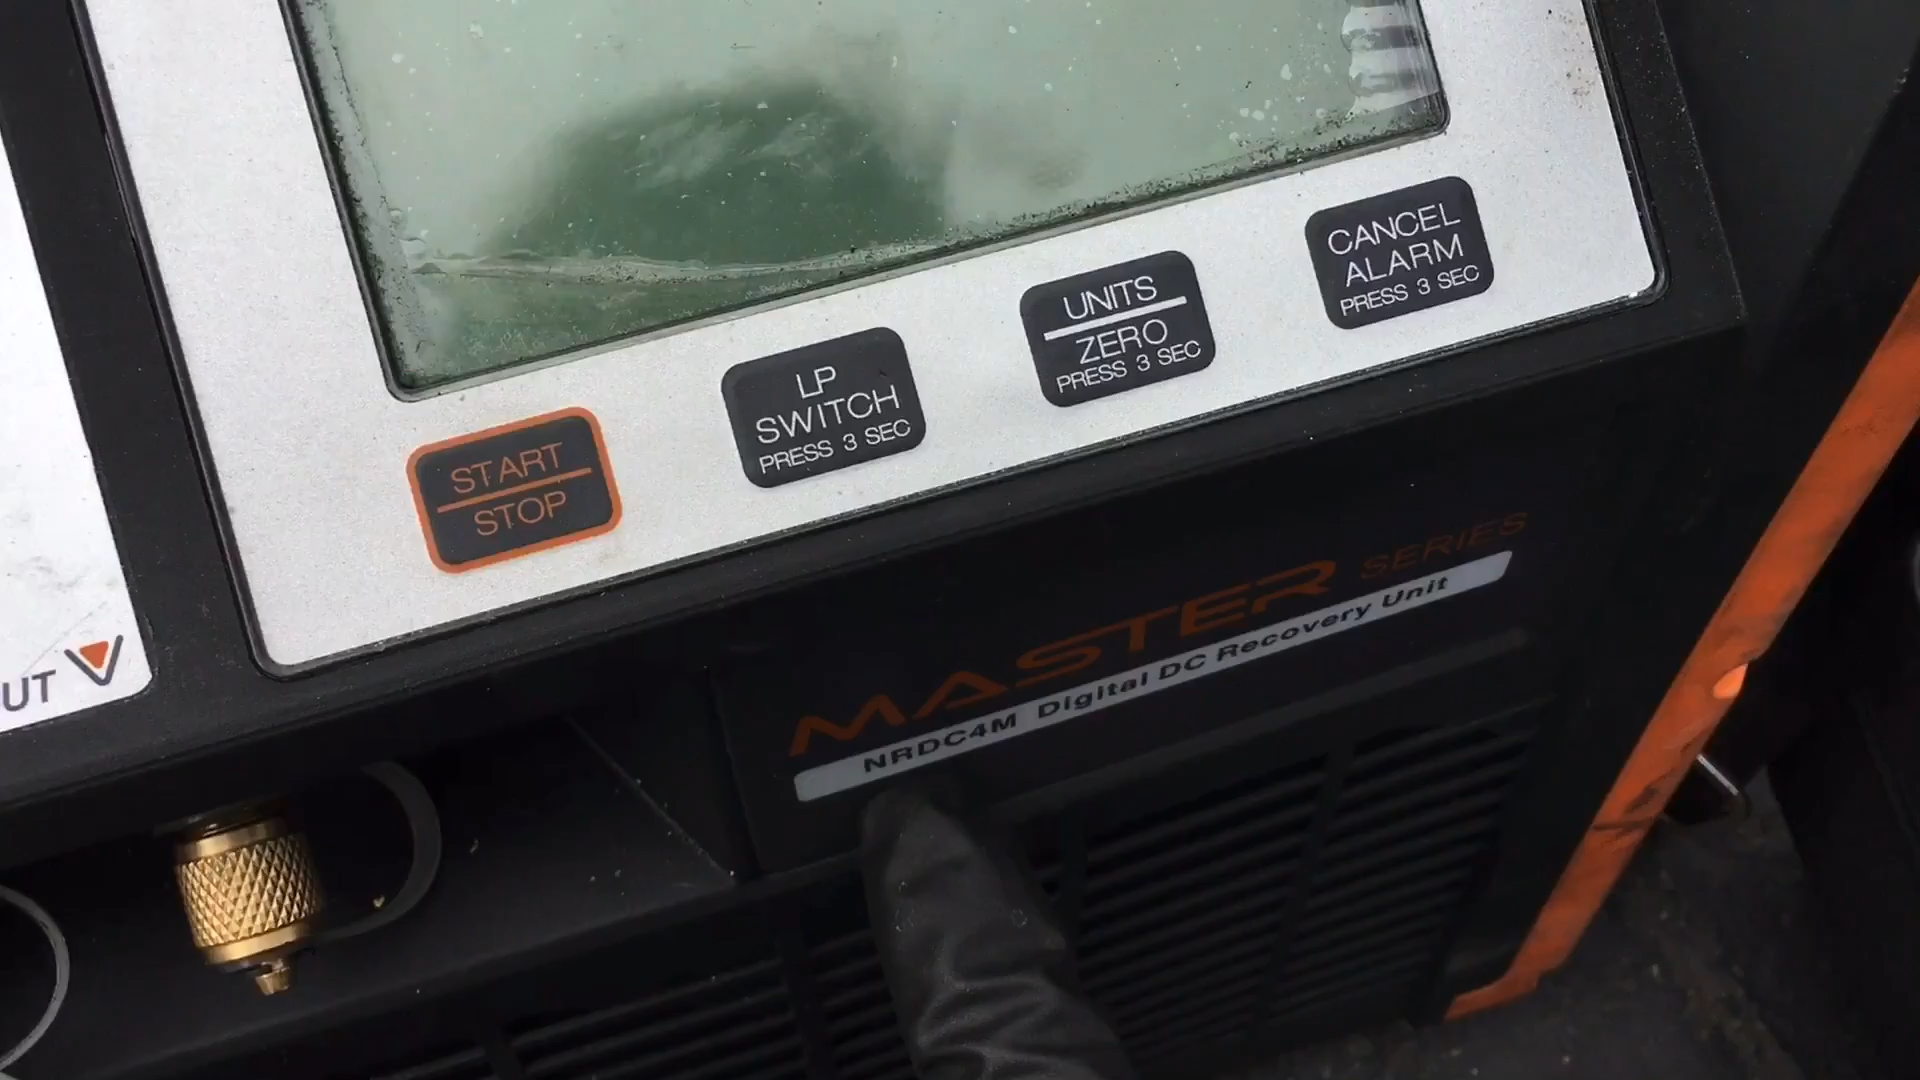 START
STOP
LP
SWITCH
PRESS 3 SEC
UNITS
ZERO
PRESS 3 SEC
CANCEL
ALARM
PRESS 3 SEC
UT
MASTER SERIES
NRDC4M Digital DC Recovery Unit